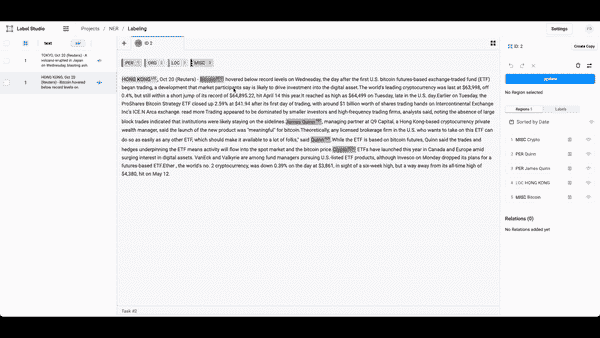 Label Studio
Projects / NER / Labeling
Settings
text
ID 2
ID: 2
Create Copy
TOKYO, Oct 20 (Reuters) - A
volcano erupted in Japan
on Wednesday, blasting ash
HONG KONG, Oct 20
(Reuters) - Bitcoin hovered
below record levels on
PER 1
ORG 2
LOC 3
MISC 4
HONG KONG, Oct 20 (Reuters) - Bitcoin hovered below record levels on Wednesday, the day after the first U.S. bitcoin futures-based exchange-traded fund (ETF)
began trading, a development that market participants say is likely to drive investment into the digital asset.The world's leading cryptocurrency was last at $63,998, off
0.4%, but still within a short jump of its record of $64,895.22, hit April 14 this year.It reached as high as $64,499 on Tuesday, late in the U.S. day.Earlier on Tuesday, the
ProShares Bitcoin Strategy ETF closed up 2.59% at $41.94 after its first day of trading, with around $1 billion worth of shares trading hands on Intercontinental Exchange
Inc's ICE.N Arca exchange. read more Trading appeared to be dominated by smaller investors and high-frequency trading firms, analysts said, noting the absence of large
block trades indicated that institutions were likely staying on the sidelines.James Quinn, managing partner at Q9 Capital, a Hong Kong-based cryptocurrency private
wealth manager, said the launch of the new product was "meaningful" for bitcoin.Theoretically, any licensed broker firm in the U.S. who wants to take on this ETF can
do so as easily as any other ETF, which should make it available to a lot of folks," said Quinn.While the ETF is based on bitcoin futures, Quinn said the trades and
hedges underpinning the ETF means activity will flow into the spot market and the bitcoin price. Crypto ETFs have launched this year in Canada and Europe amid
surging interest in digital assets. VanEck and Valkyrie are among fund managers pursuing U.S.-listed ETF products, although Invesco on Monday dropped its plans for a
futures-based ETF.Ether , the world's no. 2 cryptocurrency, was down 0.39% on the day at $3,861, in sight of a six-week high, but a way away from its all-time high of
$4,380, hit on May 12.
Update
No Region selected
Regions
Labels
Sorted by Date
MISC Crypto
PER Quinn
PER James Quinn
LOC HONG KONG
MISC Bitcoin
Relations (0)
No Relations added yet